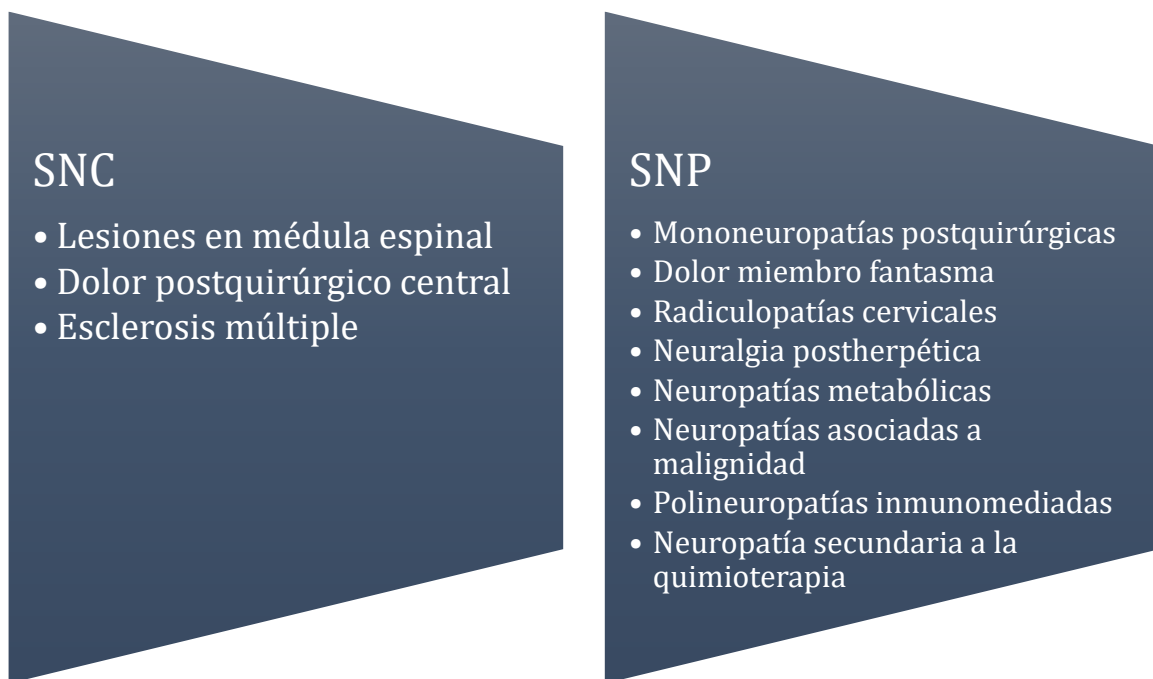 SNC
• Lesiones en médula espinal
• Dolor postquirúrgico central
• Esclerosis múltiple
SNP
• Mononeuropatías postquirúrgicas
• Dolor miembro fantasma
• Radiculopatías cervicales
• Neuralgia postherpética
• Neuropatías metabólicas
• Neuropatías asociadas a
malignidad
• Polineuropatías inmunomediadas
• Neuropatía secundaria a la
quimioterapia